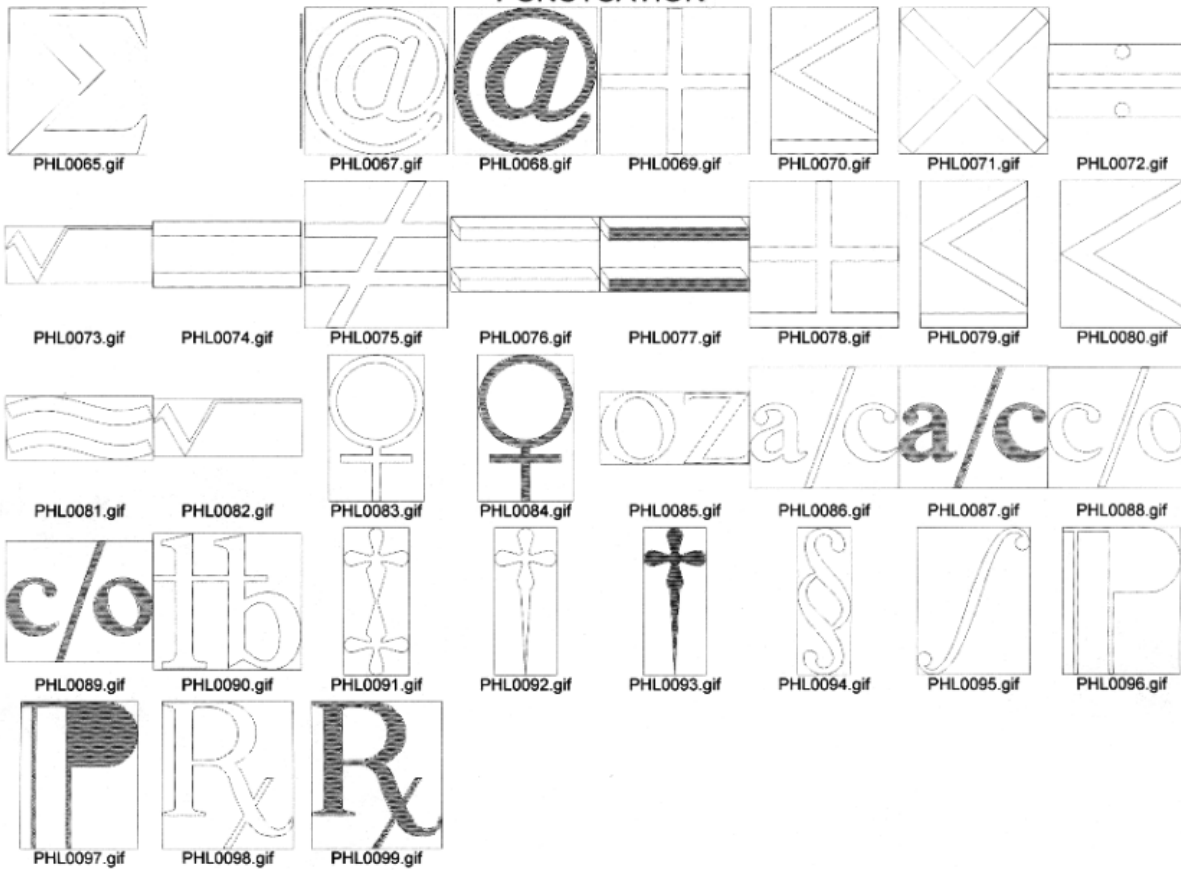 PHL0065.gif PHL0067.gif PHL0068.gif PHL0069.gif PHL0070.gif PHL0071.gif PHL0072.gif
PHL0073.gif PHL0074.gif PHL0075.gif PHL0076.gif PHL0077.gif PHL0078.gif PHL0079.gif PHL0080.gif
oz a/c a/c c/o
PHL0081.gif PHL0082.gif PHL0083.gif PHL0084.gif PHL0085.gif PHL0086.gif PHL0087.gif PHL0088.gif
c/o lb
PHL0089.gif PHL0090.gif PHL0091.gif PHL0092.gif PHL0093.gif PHL0094.gif PHL0095.gif PHL0096.gif
PHL0097.gif PHL0098.gif PHL0099.gif